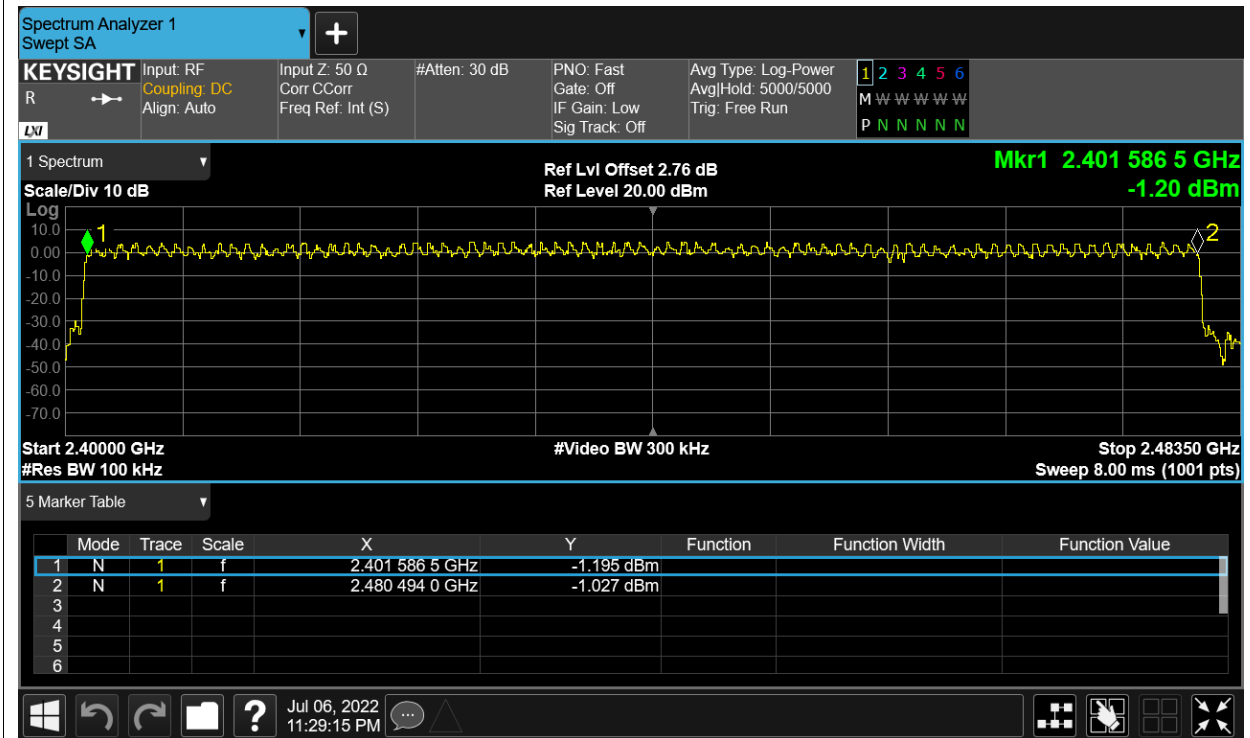 Spectrum Analyzer 1
Swept SA
KEYSIGHT Input: RF Input Z: 50 Ω #Atten: 30 dB PNO: Fast Avg Type: Log-Power 1 2 3 4 5 6
R Coupling: DC Corr CCorr Gate: Off Avg|Hold: 5000/5000 M W W W W W W
Align: Auto Freq Ref: Int (S) IF Gain: Low Trig: Free Run
LXI Sig Track: Off P N N N N N N
1 Spectrum Ref Lvl Offset 2.76 dB Mkr1 2.401 586 5 GHz
Scale/Div 10 dB Ref Level 20.00 dBm -1.20 dBm
Log
10.0 1 2
0.00
-10.0
-20.0
-30.0
-40.0
-50.0
-60.0
-70.0
Start 2.40000 GHz #Video BW 300 kHz Stop 2.48350 GHz
#Res BW 100 kHz Sweep 8.00 ms (1001 pts)
5 Marker Table
Mode Trace Scale X Y Function Function Width Function Value
1 N 1 f 2.401 586 5 GHz -1.195 dBm
2 N 1 f 2.480 494 0 GHz -1.027 dBm
3
4
5
6
? Jul 06, 2022
11:29:15 PM